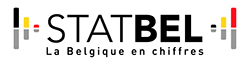 STATBEL
La Belgique en chiffres